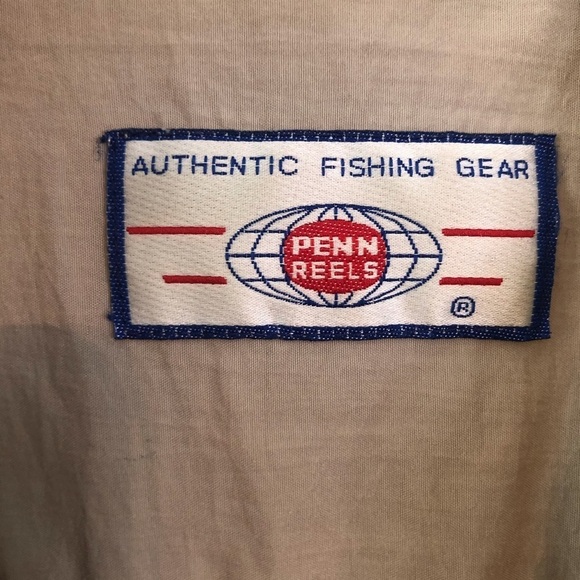 AUTHENTIC FISHING GEAR
PENN
REELS
®